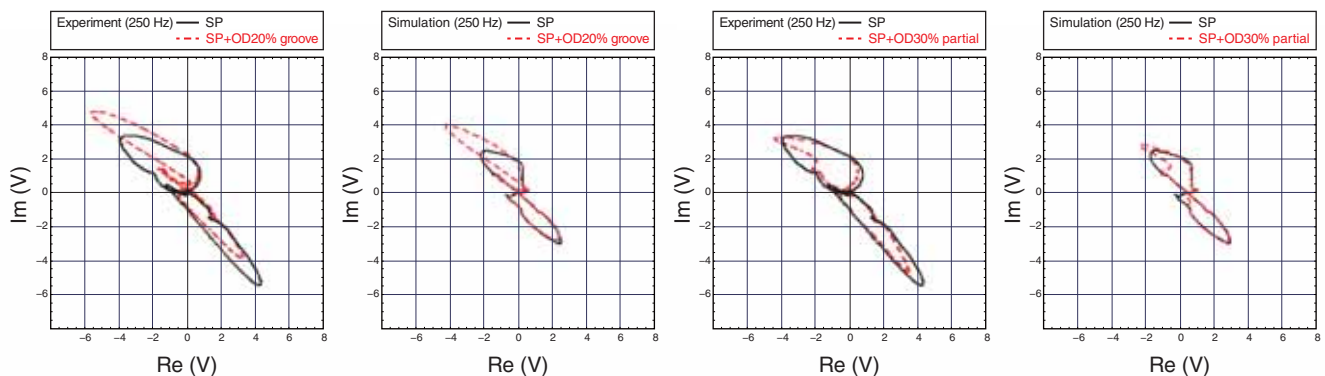 Experiment (250 Hz) SP
SP+OD20% groove
8
6
4
2
0
−2
−4
−6
−6 −4 −2 0 2 4 6 8
Im (V)
Re (V)
Simulation (250 Hz) SP
SP+OD20% groove
8
6
4
2
0
−2
−4
−6
−6 −4 −2 0 2 4 6 8
Im (V)
Re (V)
Experiment (250 Hz) SP
SP+OD30% partial
8
6
4
2
0
−2
−4
−6
−6 −4 −2 0 2 4 6 8
Im (V)
Re (V)
Simulation (250 Hz) SP
SP+OD30% partial
8
6
4
2
0
−2
−4
−6
−6 −4 −2 0 2 4 6 8
Im (V)
Re (V)